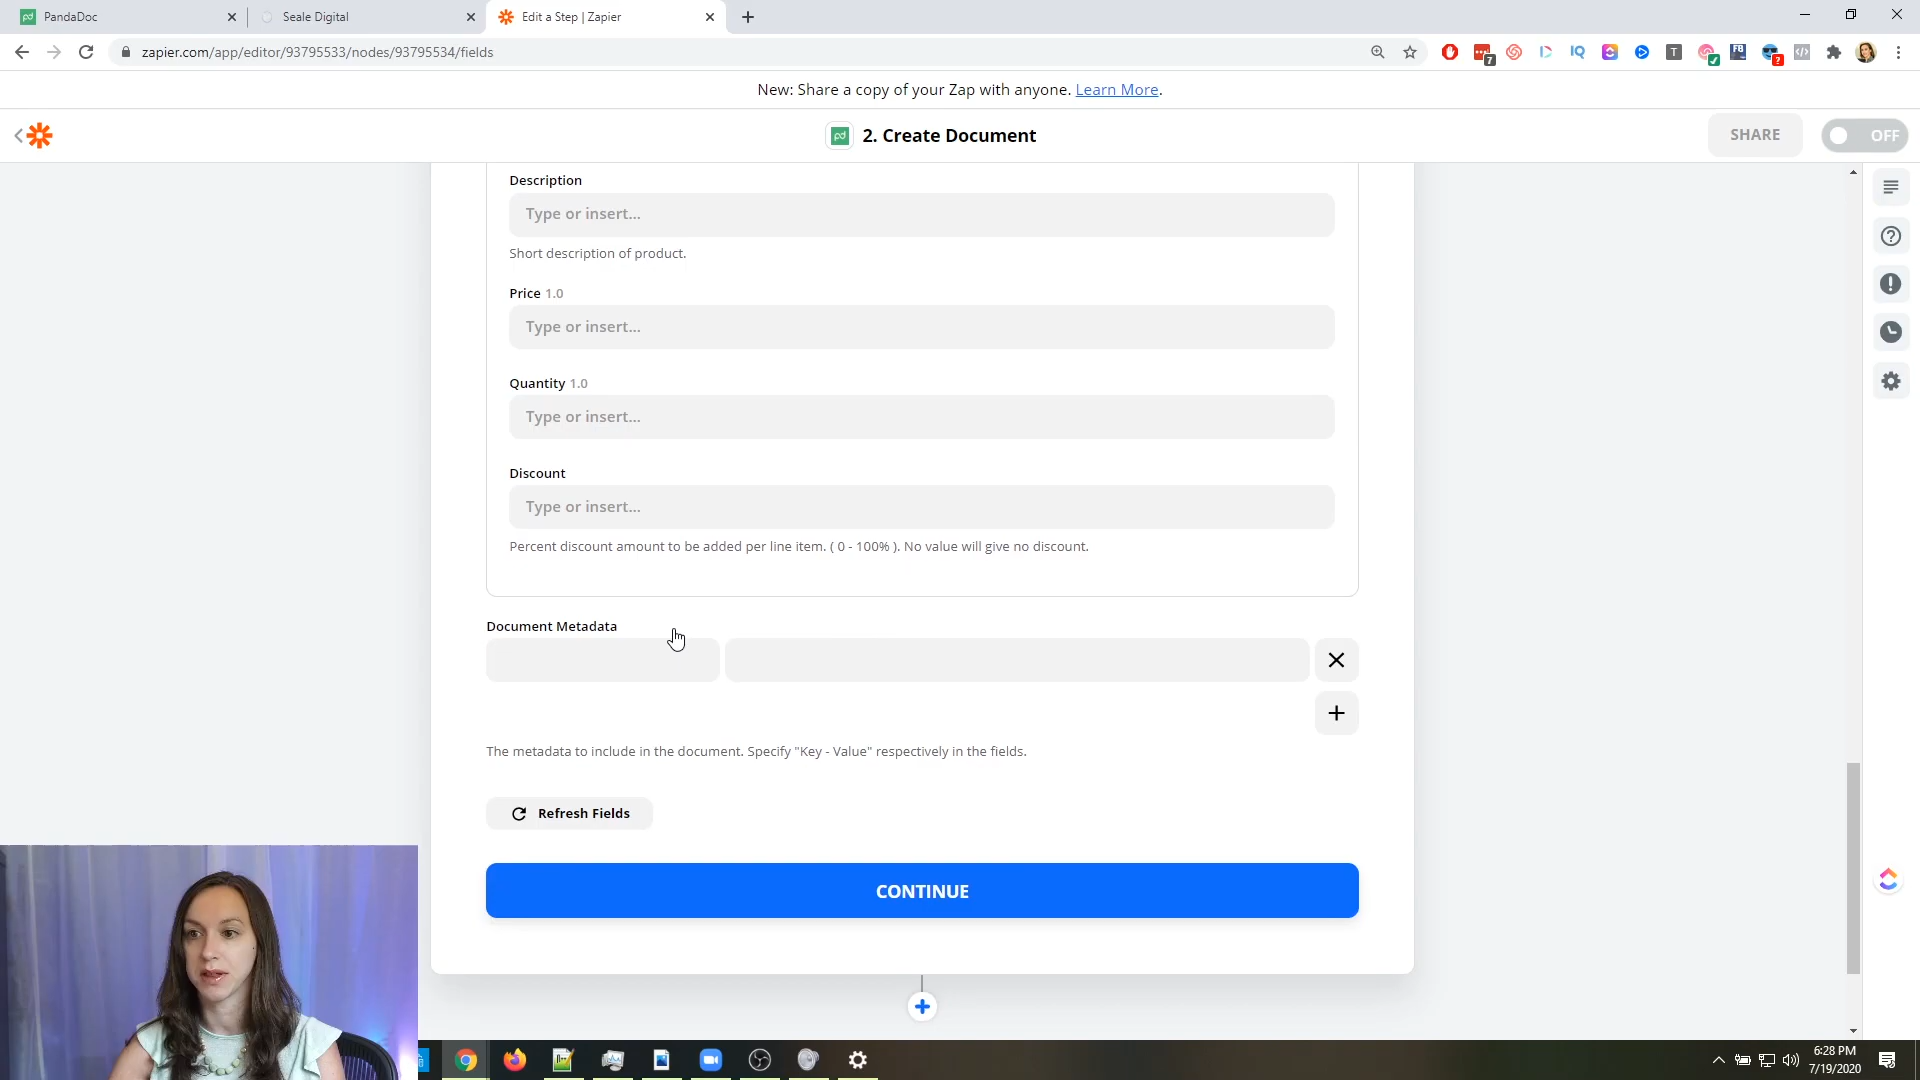 PandaDoc
Seale Digital
Edit a Step | Zapier
zapier.com/app/editor/93795533/nodes/93795534/fields
7
IQ
T
FB
?
New: Share a copy of your Zap with anyone. Learn More.
pd
2. Create Document
SHARE
OFF
Description
Type or insert...
Short description of product.
Price 1.0
Type or insert...
Quantity 1.0
Type or insert...
Discount
Type or insert...
Percent discount amount to be added per line item. ( 0 - 100% ). No value will give no discount.
Document Metadata
The metadata to include in the document. Specify "Key - Value" respectively in the fields.
Refresh Fields
CONTINUE
6:28 PM
7/19/2020